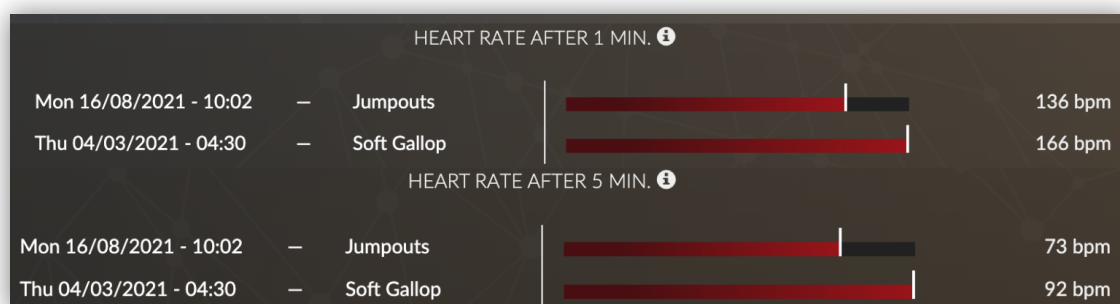 HEART RATE AFTER 1 MIN.
Mon 16/08/2021 - 10:02 – Jumpouts 136 bpm
Thu 04/03/2021 - 04:30 – Soft Gallop 166 bpm
HEART RATE AFTER 5 MIN.
Mon 16/08/2021 - 10:02 – Jumpouts 73 bpm
Thu 04/03/2021 - 04:30 – Soft Gallop 92 bpm